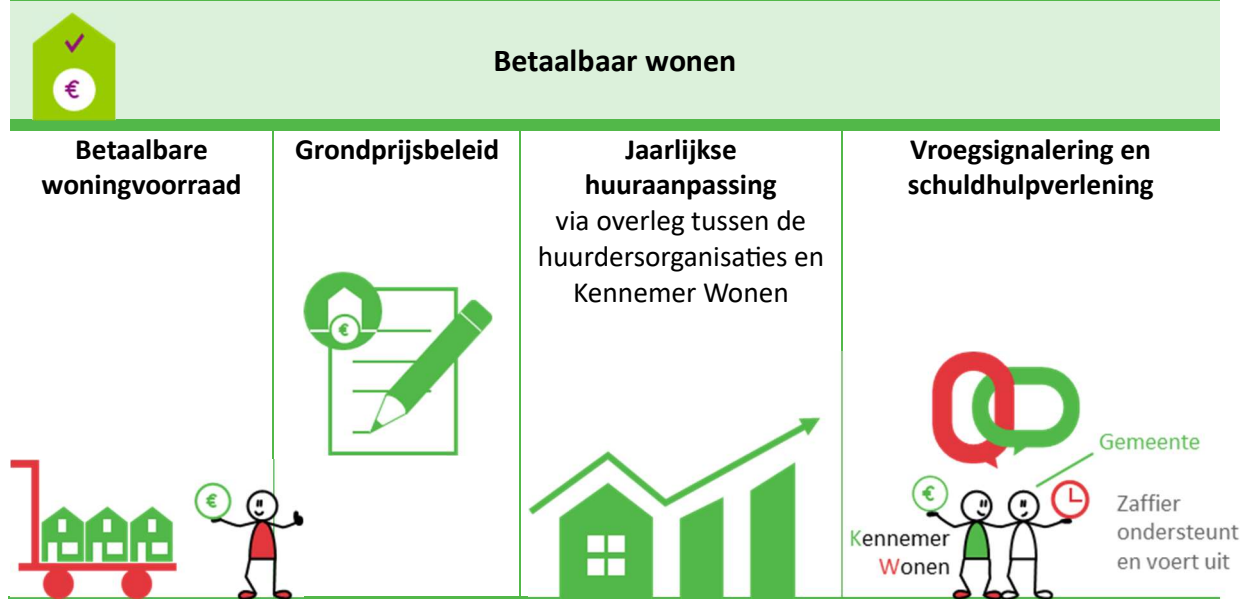 Betaalbaar wonen
€
Betaalbare
woningvoorraad
€
Grondprijsbeleid
€
Jaarlijkse
huuraanpassing
via overleg tussen de
huurdersorganisaties en
Kennemer Wonen
Vroegsignalering en
schuldhulpverlening
Gemeente
€
Kennemer
Wonen
Zaffier
ondersteunt
en voert uit